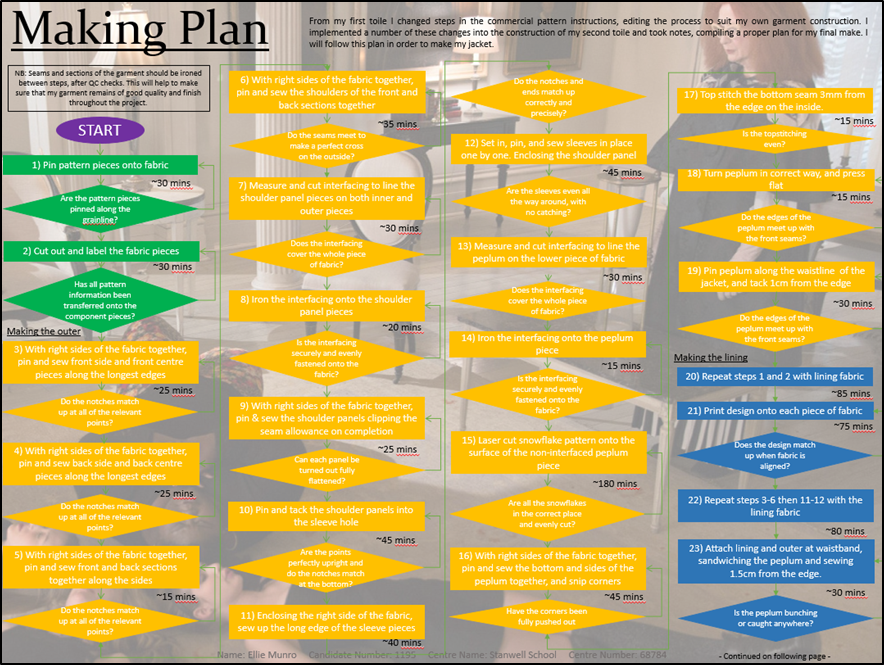 Making Plan
From my first toile I changed steps in the commercial pattern instructions, editing the process to suit my own garment construction. I
implemented a number of these changes into the construction of my second toile and took notes, compiling a proper plan for my final make. I
will follow this plan in order to make my jacket.
NB: Seams and sections of the garment should be ironed
between steps, after QC checks. This will help to make
sure that my garment remains of good quality and finish
throughout the project.
START
1) Pin pattern pieces onto fabric
~30 mins
Are the pattern pieces
pinned along the
grainline?
2) Cut out and label the fabric pieces
~30 mins
Has all pattern
information been
transferred onto the
component pieces?
Making the outer
3) With right sides of the fabric together,
pin and sew front side and front centre
pieces along the longest edges
~25 mins
Do the notches match
up at all of the relevant
points?
4) With right sides of the fabric together,
pin and sew back side and back centre
pieces along the longest edges
~25 mins
Do the notches match
up at all of the relevant
points?
5) With right sides of the fabric together,
pin and sew front and back sections
together along the sides
~15 mins
Do the notches match
up at all of the relevant
points?
6) With right sides of the fabric together,
pin and sew the shoulders of the front and
back sections together
~35 mins
Do the seams meet to
make a perfect cross
on the outside?
7) Measure and cut interfacing to line the
shoulder panel pieces on both inner and
outer pieces
~30 mins
Does the interfacing
cover the whole piece
of fabric?
8) Iron the interfacing onto the shoulder
panel pieces
~20 mins
Is the interfacing
securely and evenly
fastened onto the
fabric?
9) With right sides of the fabric together,
pin & sew the shoulder panels clipping the
seam allowance on completion
~25 mins
Can each panel be
turned out fully
flattened?
10) Pin and tack the shoulder panels into
the sleeve hole
~45 mins
Are the points
perfectly upright and
do the notches match
at the bottom?
11) Enclosing the right side of the fabric,
sew up the long edge of the sleeve pieces
~40 mins
Do the notches and
ends match up
correctly and
precisely?
12) Set in, pin, and sew sleeves in place
one by one. Enclosing the shoulder panel
~45 mins
Are the sleeves even all
the way around, with
no catching?
13) Measure and cut interfacing to line the
peplum on the lower piece of fabric
~30 mins
Does the interfacing
cover the whole piece
of fabric?
14) Iron the interfacing onto the peplum
piece
~15 mins
Is the interfacing
securely and evenly
fastened onto the
fabric?
15) Laser cut snowflake pattern onto the
surface of the non-interfaced peplum
piece
~180 mins
Are all the snowflakes
in the correct place
and evenly cut?
16) With right sides of the fabric together,
pin and sew the bottom and sides of the
peplum together, and snip corners
~45 mins
Have the corners been
fully pushed out
17) Top stitch the bottom seam 3mm from
the edge on the inside.
~15 mins
Is the topstitching
even?
18) Turn peplum in correct way, and press
flat
~15 mins
Do the edges of the
peplum meet up with
the front seams?
19) Pin peplum along the waistline of the
jacket, and tack 1cm from the edge
~30 mins
Do the edges of the
peplum meet up with
the front seams?
Making the lining
20) Repeat steps 1 and 2 with lining fabric
~85 mins
21) Print design onto each piece of fabric
~75 mins
Does the design match
up when fabric is
aligned?
22) Repeat steps 3-6 then 11-12 with the
lining fabric
~80 mins
23) Attach lining and outer at waistband,
sandwiching the peplum and sewing
1.5cm from the edge.
~30 mins
Is the peplum bunching
or caught anywhere?
Name: Ellie Munro Candidate Number: 1195 Centre Name: Stanwell School Centre Number: 68784
- Continued on following page -